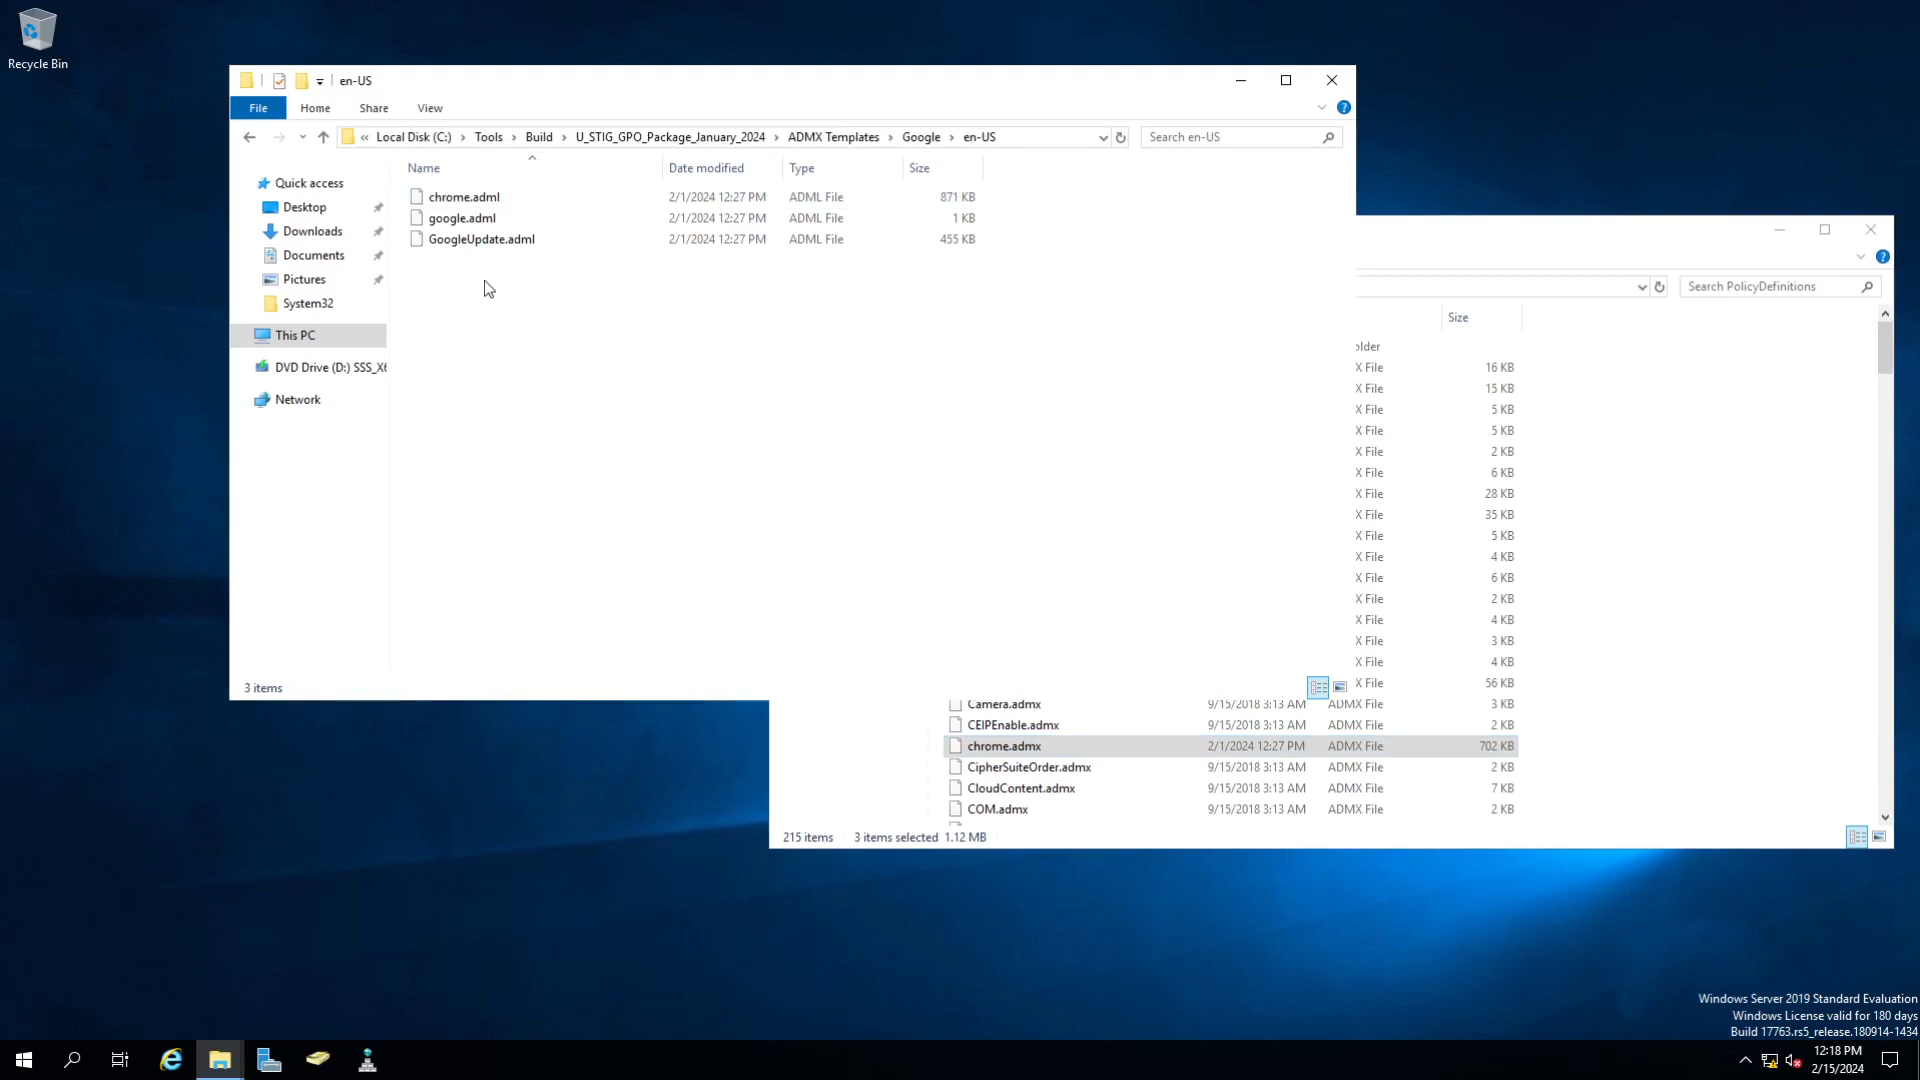 Recycle Bin
en-US
File
Home
Share
View
« Local Disk (C:) › Tools › Build › U_STIG_GPO_Package_January_2024 › ADMX Templates › Google › en-US
Search en-US
Name
Date modified
Type
Size
Quick access
Desktop
Downloads
Documents
Pictures
System32
This PC
DVD Drive (D:) SSS_X6
Network
chrome.adml 2/1/2024 12:27 PM ADML File 871 KB
google.adml 2/1/2024 12:27 PM ADML File 1 KB
GoogleUpdate.adml 2/1/2024 12:27 PM ADML File 455 KB
3 items
Search PolicyDefinitions
Size
older
X File 16 KB
X File 15 KB
X File 5 KB
X File 5 KB
X File 2 KB
X File 6 KB
X File 28 KB
X File 35 KB
X File 5 KB
X File 4 KB
X File 6 KB
X File 2 KB
X File 4 KB
X File 3 KB
X File 4 KB
X File 56 KB
Camera.admx 9/15/2018 3:13 AM ADMX File 3 KB
CEIPEnable.admx 9/15/2018 3:13 AM ADMX File 2 KB
chrome.admx 2/1/2024 12:27 PM ADMX File 702 KB
CipherSuiteOrder.admx 9/15/2018 3:13 AM ADMX File 2 KB
CloudContent.admx 9/15/2018 3:13 AM ADMX File 7 KB
COM.admx 9/15/2018 3:13 AM ADMX File 2 KB
215 items 3 items selected 1.12 MB
Windows Server 2019 Standard Evaluation
Windows License valid for 180 days
Build 17763.rs5_release.180914-1434
12:18 PM
2/15/2024